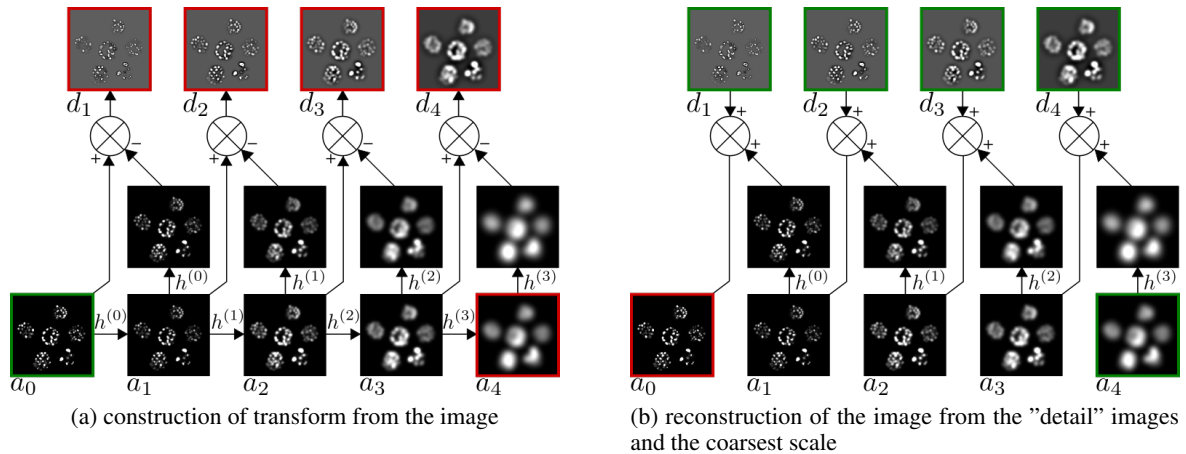 d₁ d₂ d₃ d₄
+ − + − + − + −
h⁽⁰⁾ h⁽¹⁾ h⁽²⁾ h⁽³⁾
h⁽⁰⁾ h⁽¹⁾ h⁽²⁾ h⁽³⁾
a₀ a₁ a₂ a₃ a₄
(a) construction of transform from the image
d₁ d₂ d₃ d₄
+ + + +
+ + + +
h⁽⁰⁾ h⁽¹⁾ h⁽²⁾ h⁽³⁾
a₀ a₁ a₂ a₃ a₄
(b) reconstruction of the image from the ”detail” images
and the coarsest scale